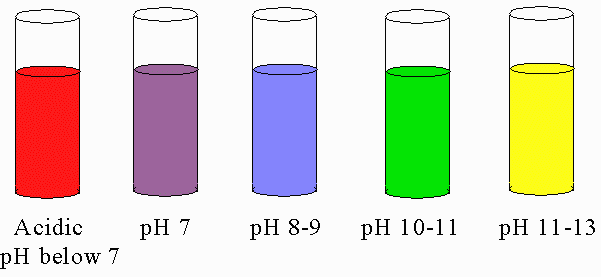 Acidic
pH below 7
pH 7
pH 8-9
pH 10-11
pH 11-13